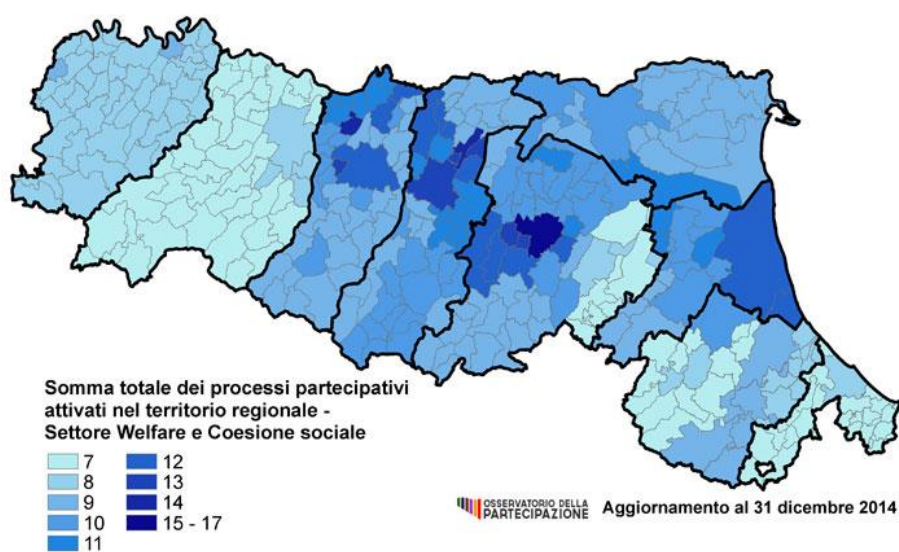 Somma totale dei processi partecipativi
attivati nel territorio regionale -
Settore Welfare e Coesione sociale
7
8
9
10
11
12
13
14
15 - 17
OSSERVATORIO DELLA
PARTECIPAZIONE
Aggiornamento al 31 dicembre 2014